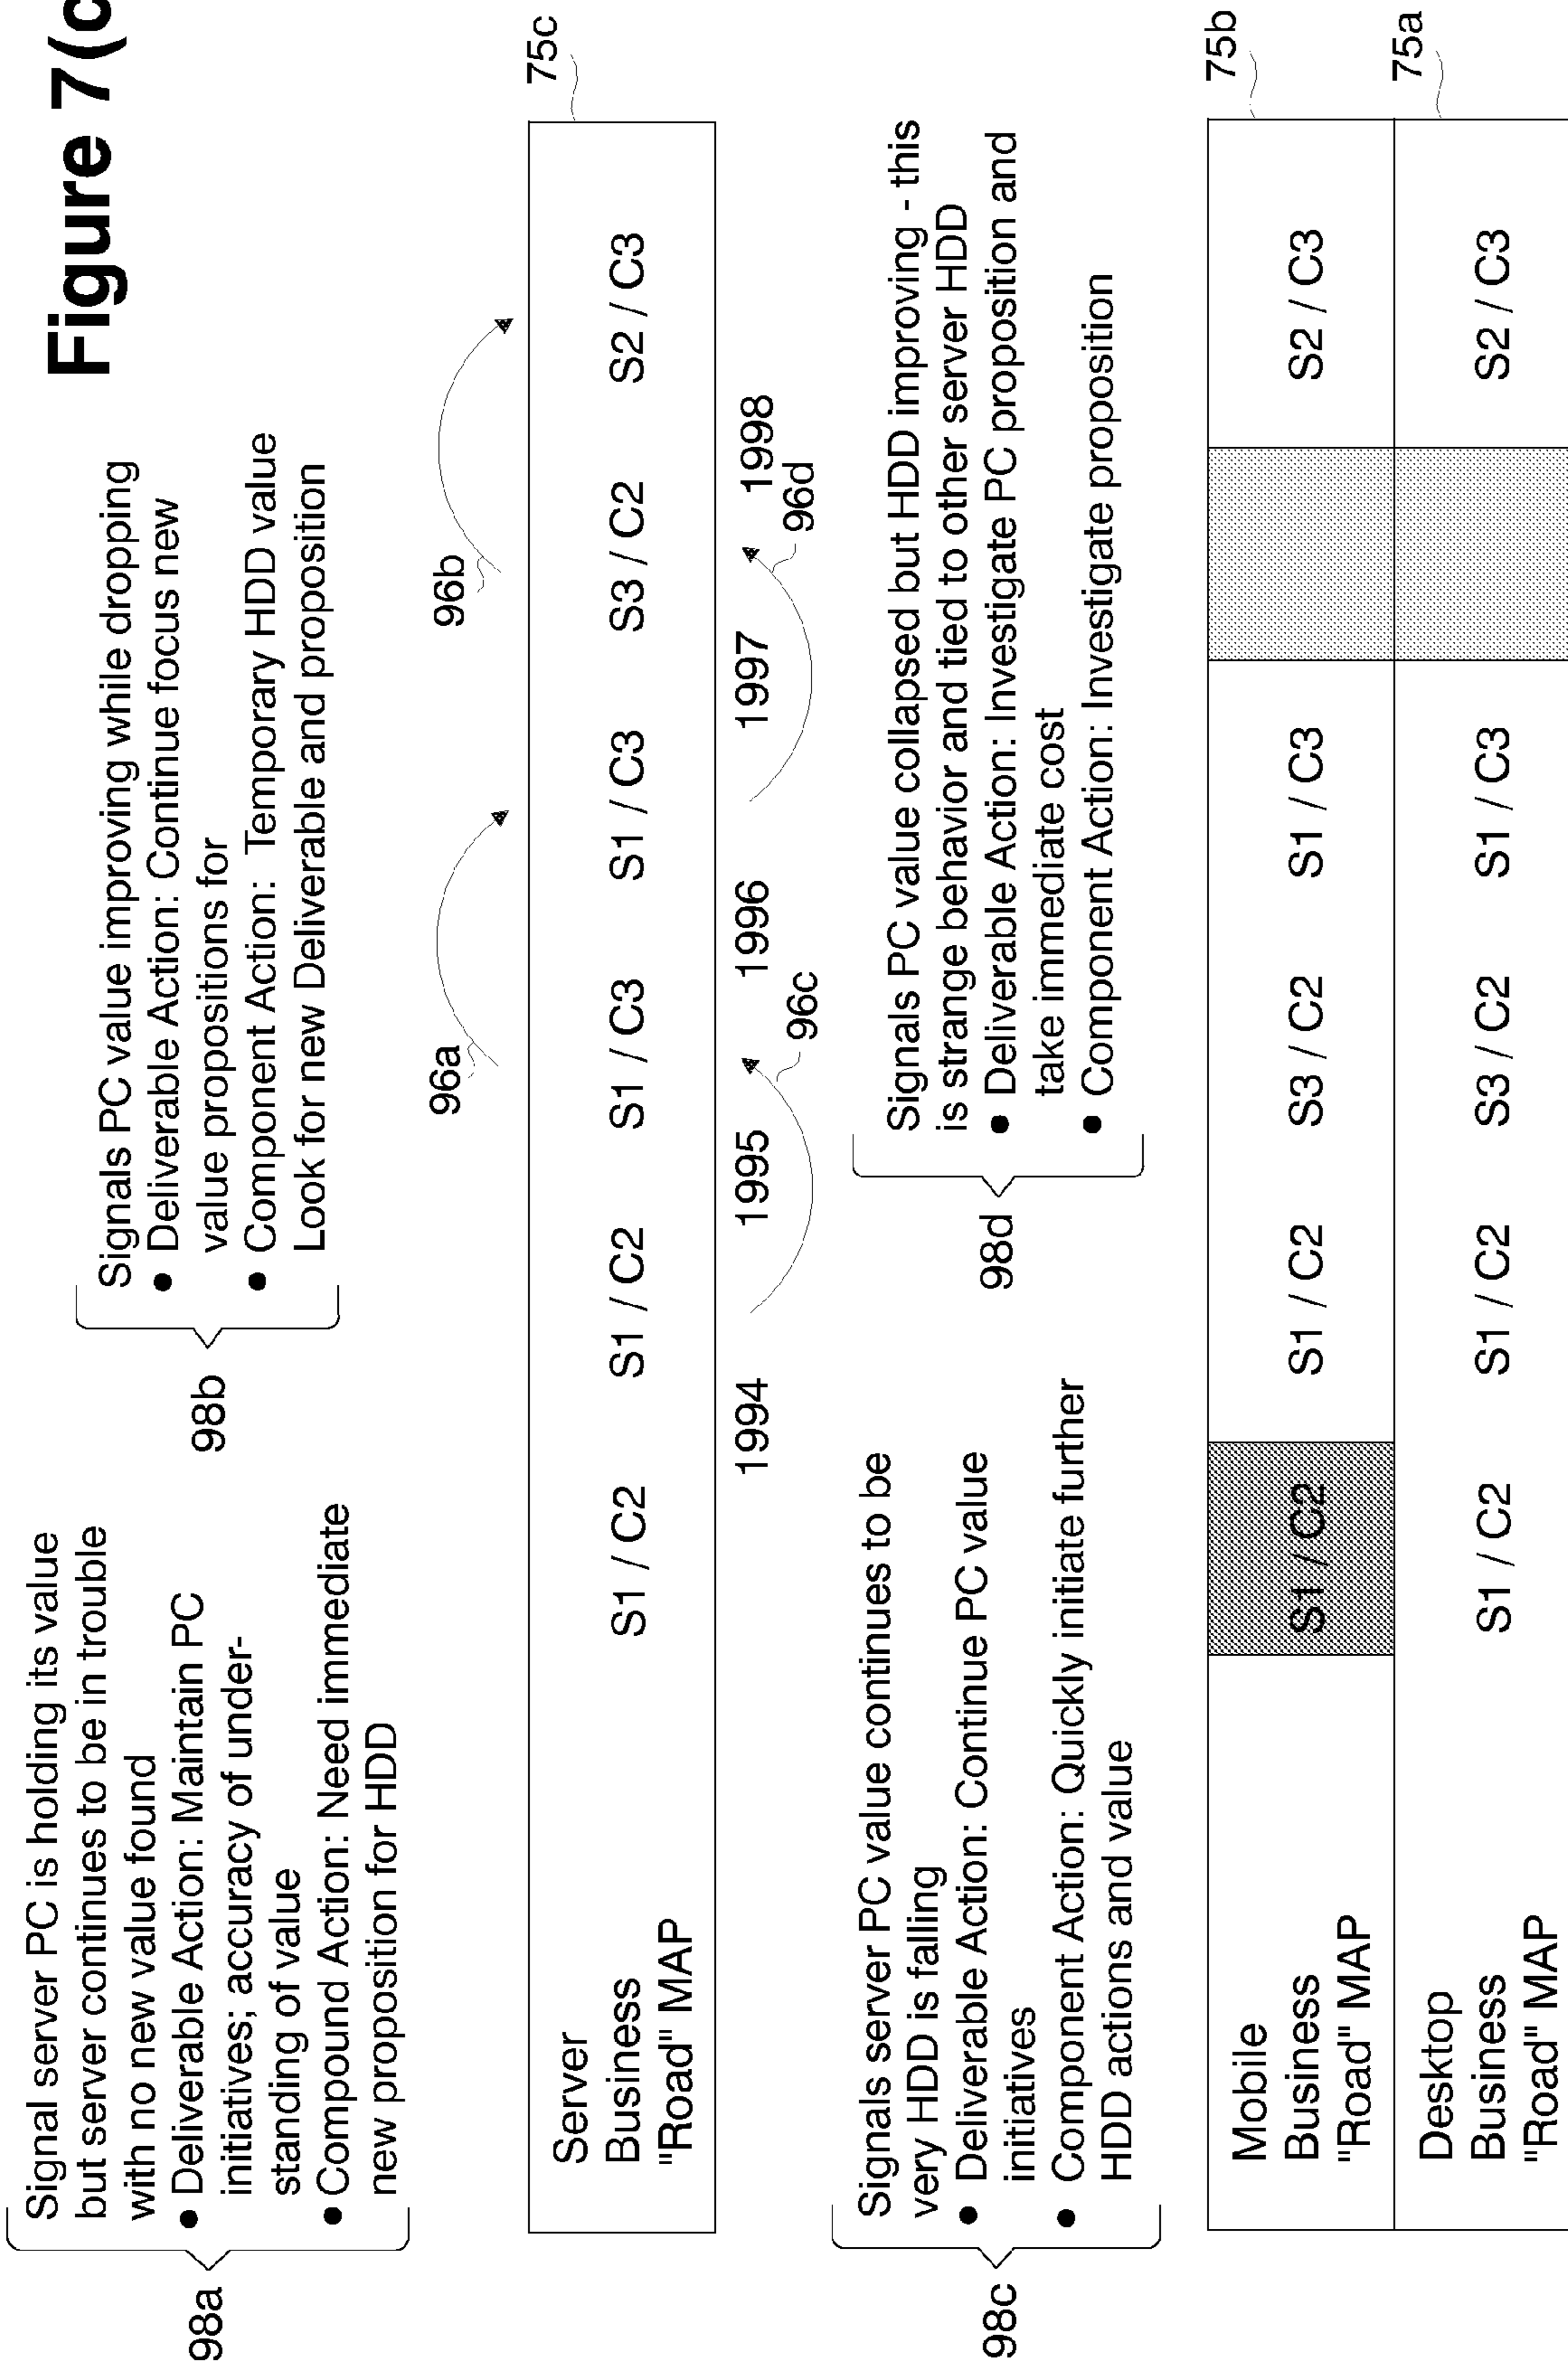 Figure 7(c
98a
Signal server PC is holding its value
but server continues to be in trouble
with no new value found
● Deliverable Action: Maintain PC
initiatives; accuracy of under-
standing of value
● Compound Action: Need immediate
new proposition for HDD
98b
Signals PC value improving while dropping
● Deliverable Action: Continue focus new
value propositions for
● Component Action: Temporary HDD value
Look for new Deliverable and proposition
96a
96b
75c
Server
Business
"Road" MAP
S1 / C2
S1 / C2
S1 / C3
S1 / C3
S3 / C2
S2 / C3
1994
1995
1996
1997
1998
96c
96d
98c
Signals server PC value continues to be
very HDD is falling
● Deliverable Action: Continue PC value
initiatives
● Component Action: Quickly initiate further
HDD actions and value
98d
Signals PC value collapsed but HDD improving - this
is strange behavior and tied to other server HDD
● Deliverable Action: Investigate PC proposition and
take immediate cost
● Component Action: Investigate proposition
75b
Mobile
Business
"Road" MAP
S1 / C2
S1 / C2
S3 / C2
S1 / C3
S2 / C3
75a
Desktop
Business
"Road" MAP
S1 / C2
S1 / C2
S3 / C2
S1 / C3
S2 / C3